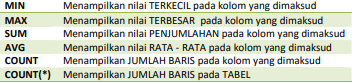 MIN Menampilkan nilai TERKECIL pada kolom yang dimaksud
MAX Menampilkan nilai TERBESAR pada kolom yang dimaksud
SUM Menampilkan nilai PENJUMLAHAN pada kolom yang dimaksud
AVG Menampilkan nilai RATA - RATA pada kolom yang dimaksud
COUNT Menampilkan JUMLAH BARIS pada kolom yang dimaksud
COUNT(*) Menampilkan JUMLAH BARIS pada TABEL